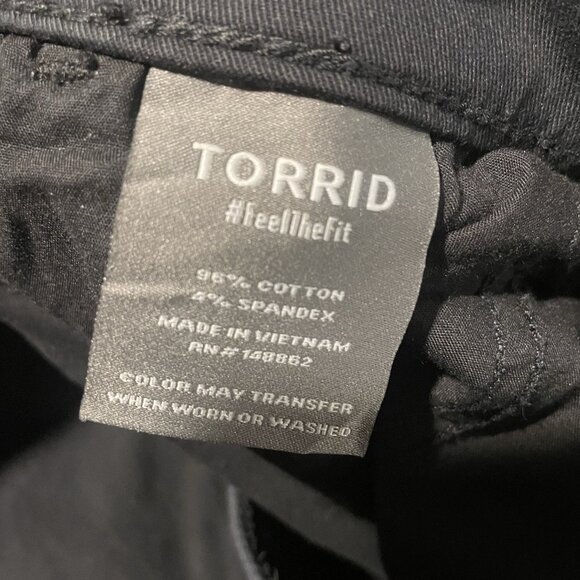 TORRID
#FeelTheFit
96% COTTON
4% SPANDEX
MADE IN VIETNAM
RN# 148862
COLOR MAY TRANSFER
WHEN WORN OR WASHED